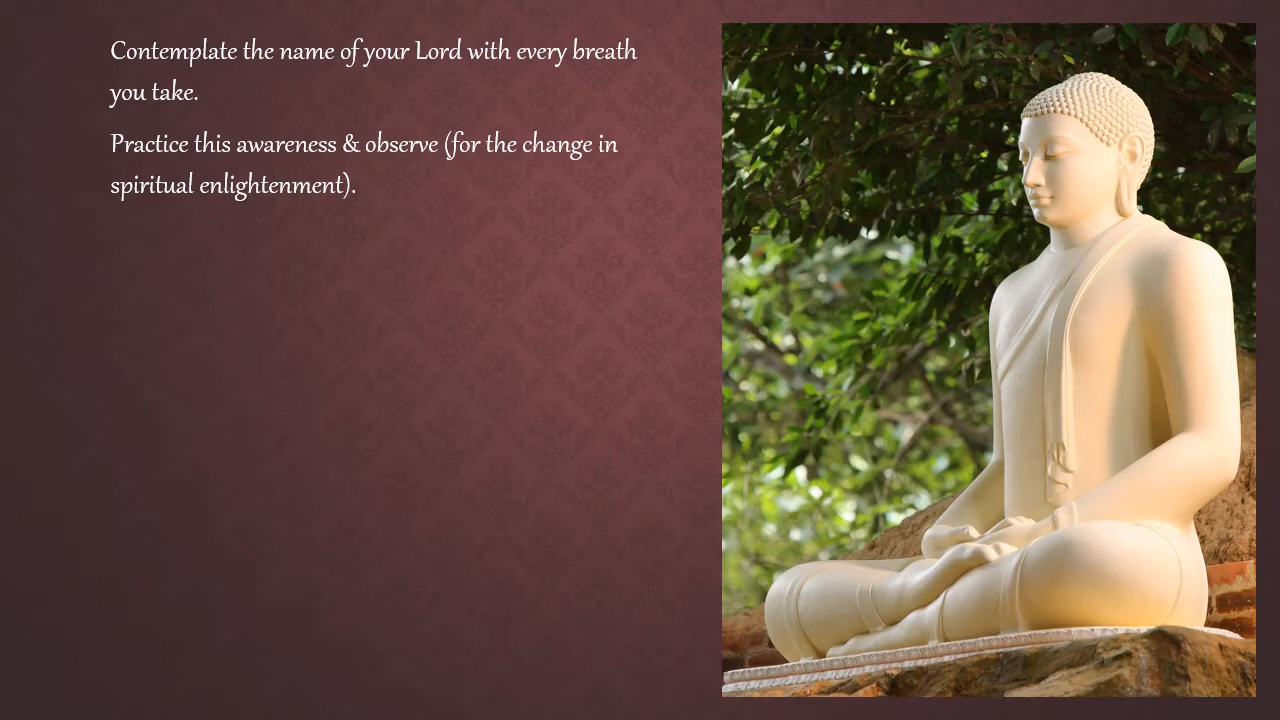 Contemplate the name of your Lord with every breath
you take.
Practice this awareness & observe (for the change in
spiritual enlightenment).